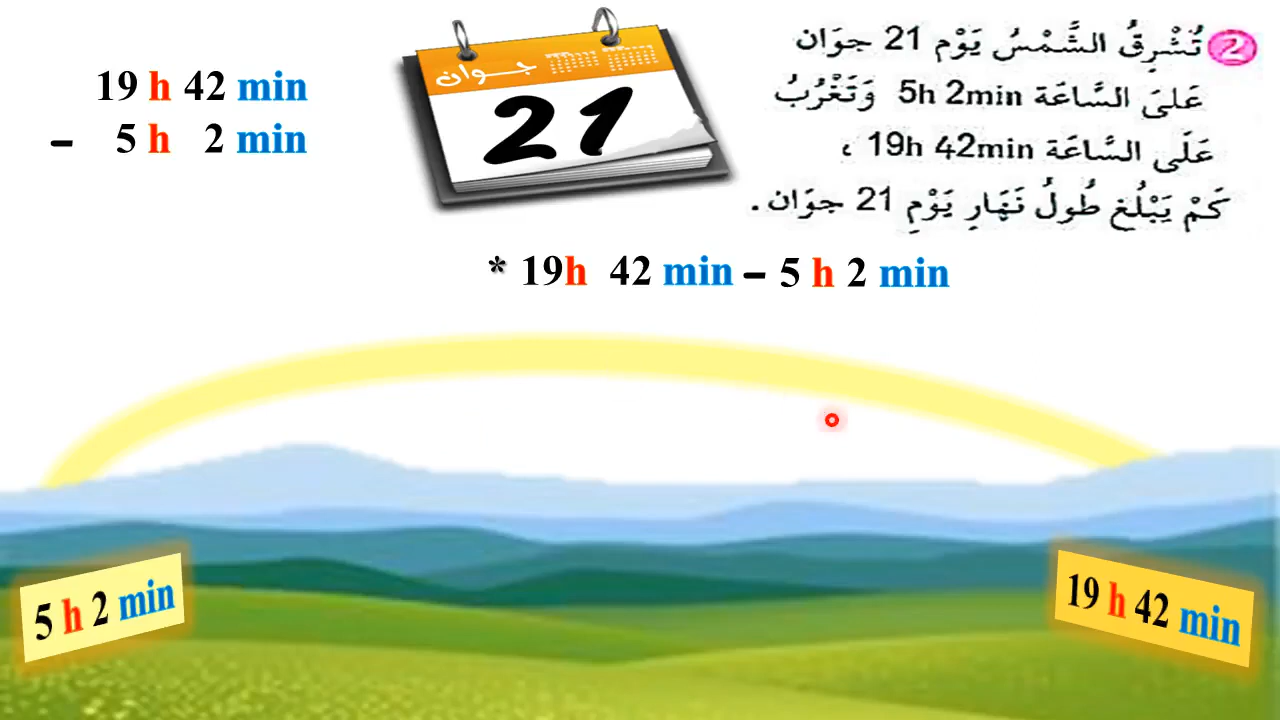 19 h 42 min
– 5 h 2 min
جوان
21
2 تُشْرِقُ الشَّمْسُ يَوْم 21 جوَان
عَلىَ السَّاعَة 5h 2min وَتَغْرُبُ
عَلَى السَّاعَة 19h 42min ،
كَمْ يَبْلُغ طُولُ نَهَارِ يَوْمِ 21 جوَان .
* 19h 42 min – 5 h 2 min
5 h 2 min
19 h 42 min